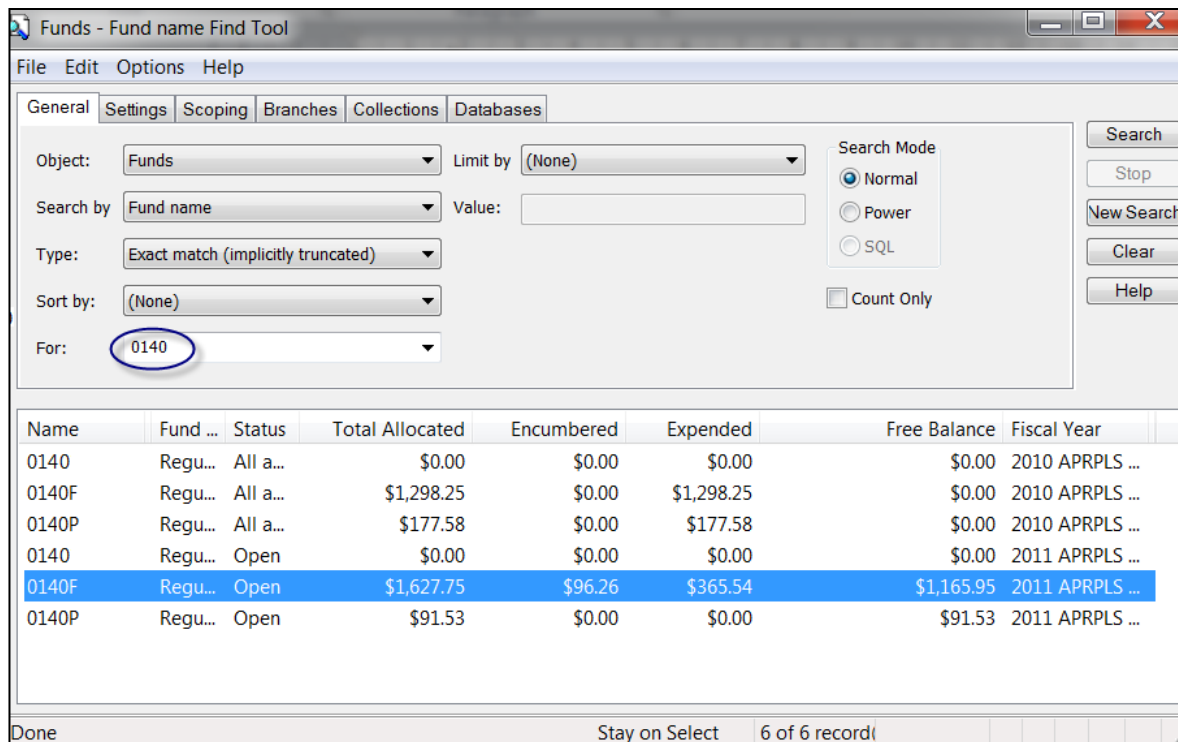 Funds - Fund name Find Tool
File Edit Options Help
General Settings Scoping Branches Collections Databases
Object: Funds Limit by (None) Search Mode Search
Normal Stop
Search by Fund name Value: Power New Search
Type: Exact match (implicitly truncated) SQL Clear
Sort by: (None) Count Only Help
For: 0140
Name Fund ... Status Total Allocated Encumbered Expended Free Balance Fiscal Year
0140 Regu... All a... $0.00 $0.00 $0.00 $0.00 2010 APRPLS ...
0140F Regu... All a... $1,298.25 $0.00 $1,298.25 $0.00 2010 APRPLS ...
0140P Regu... All a... $177.58 $0.00 $177.58 $0.00 2010 APRPLS ...
0140 Regu... Open $0.00 $0.00 $0.00 $0.00 2011 APRPLS ...
0140F Regu... Open $1,627.75 $96.26 $365.54 $1,165.95 2011 APRPLS ...
0140P Regu... Open $91.53 $0.00 $0.00 $91.53 2011 APRPLS ...
Done Stay on Select 6 of 6 record(